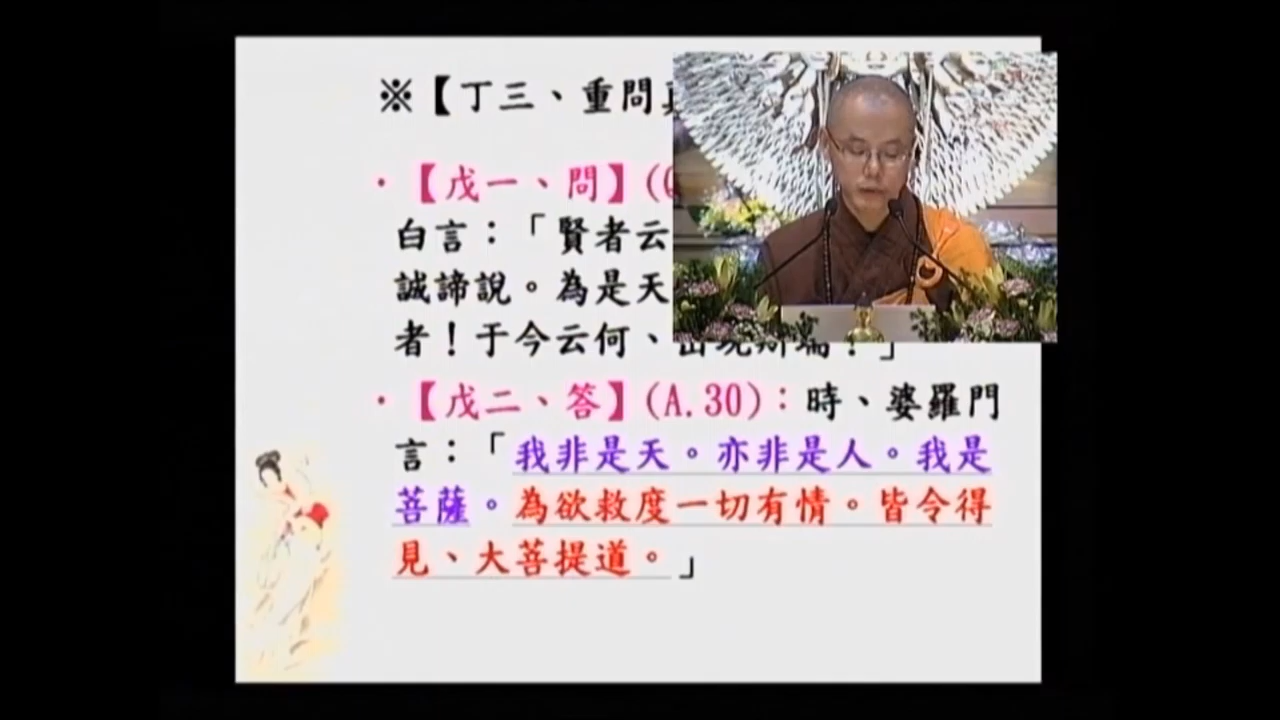 ※【丁三、重問
・【戊一、問】(
白言：「賢者云
誠諦說。為是天
者！于今云何、
・【戊二、答】(A.30)：時、婆羅門
言：「我非是天。亦非是人。我是
菩薩。為欲救度一切有情。皆令得
見、大菩提道。」